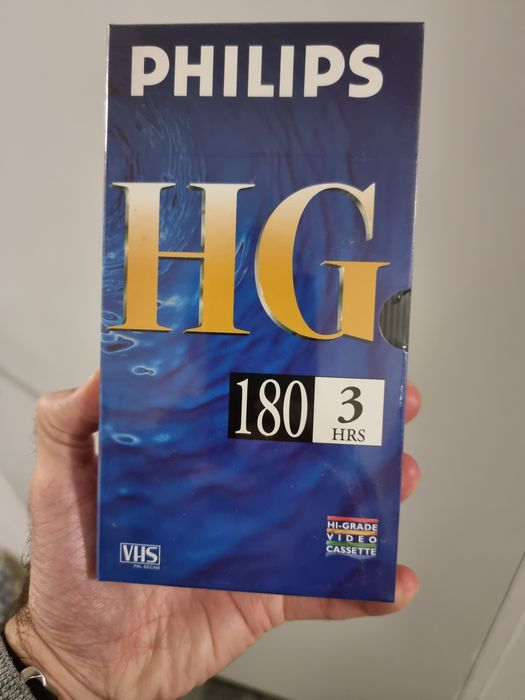 PHILIPS
HG
180 3
HRS
HI-GRADE
VIDEO
CASSETTE
VHS
PAL SECAM